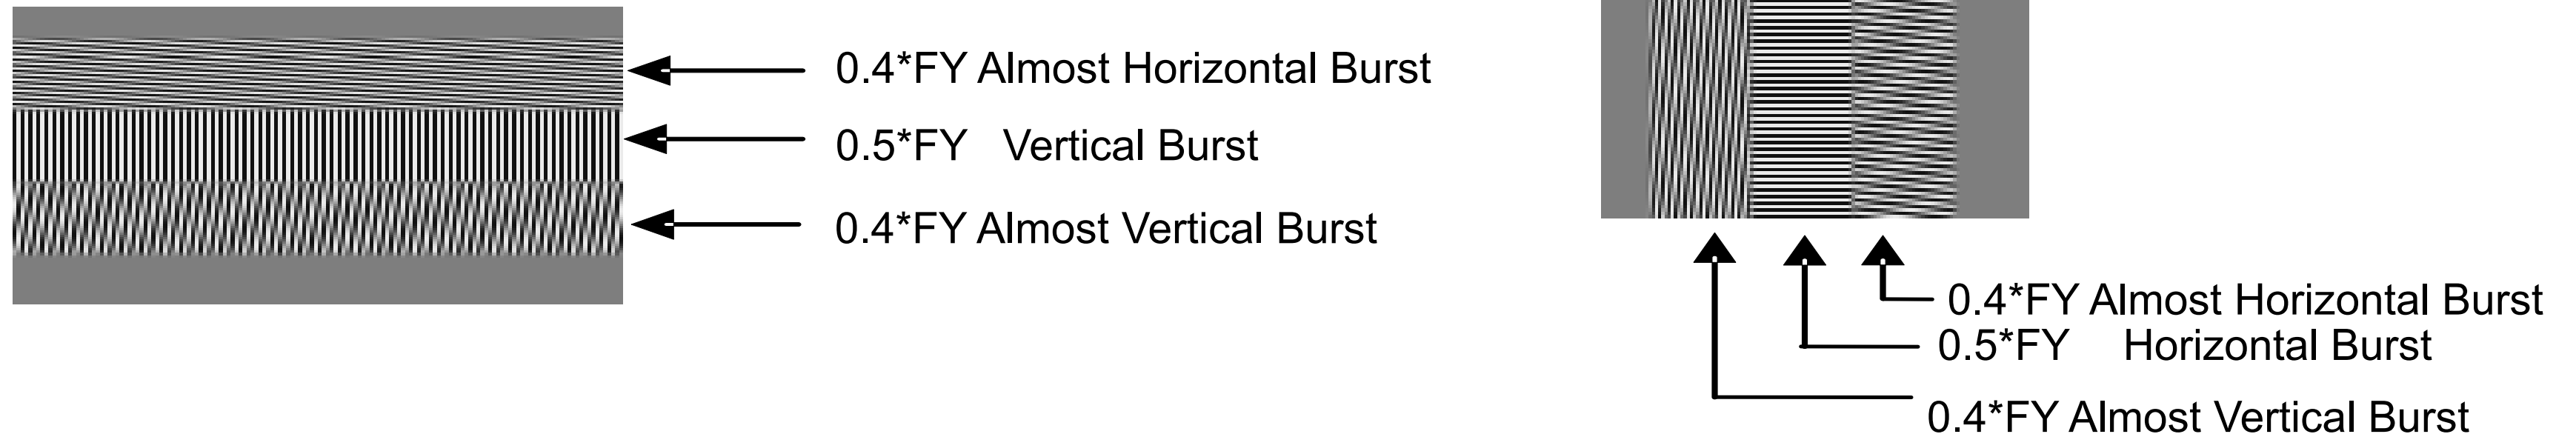 0.4*FY Almost Horizontal Burst
0.5*FY Vertical Burst
0.4*FY Almost Vertical Burst
0.4*FY Almost Horizontal Burst
0.5*FY Horizontal Burst
0.4*FY Almost Vertical Burst